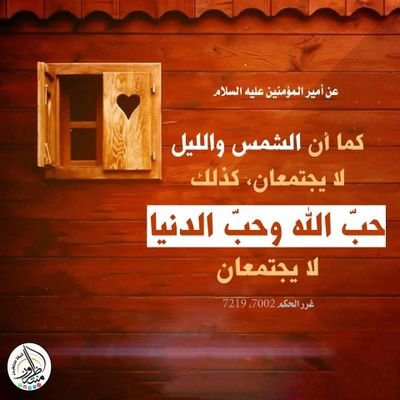 عن أمير المؤمنين عليه السلام
كما أن الشمس والليل
لا يجتمعان، كذلك
حبّ الله وحبّ الدنيا
لا يجتمعان
غرر الحكم 7002، 7219